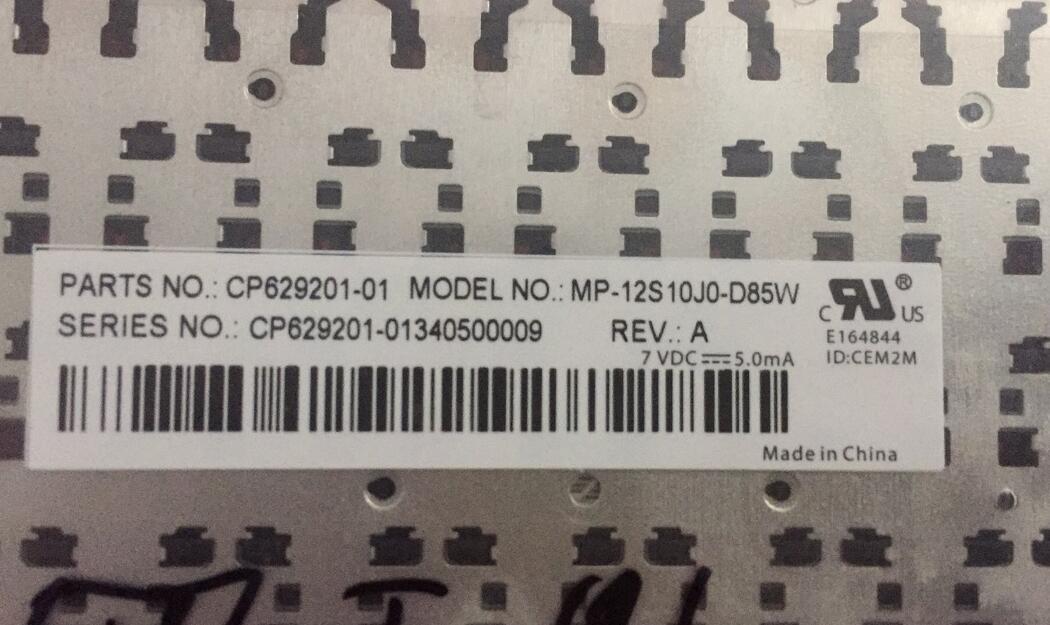 PARTS NO.: CP629201-01 MODEL NO.: MP-12S10J0-D85W
SERIES NO.: CP629201-01340500009 REV.: A
7 VDC⎓5.0mA
C RU® US
E164844
ID:CEM2M
Made in China